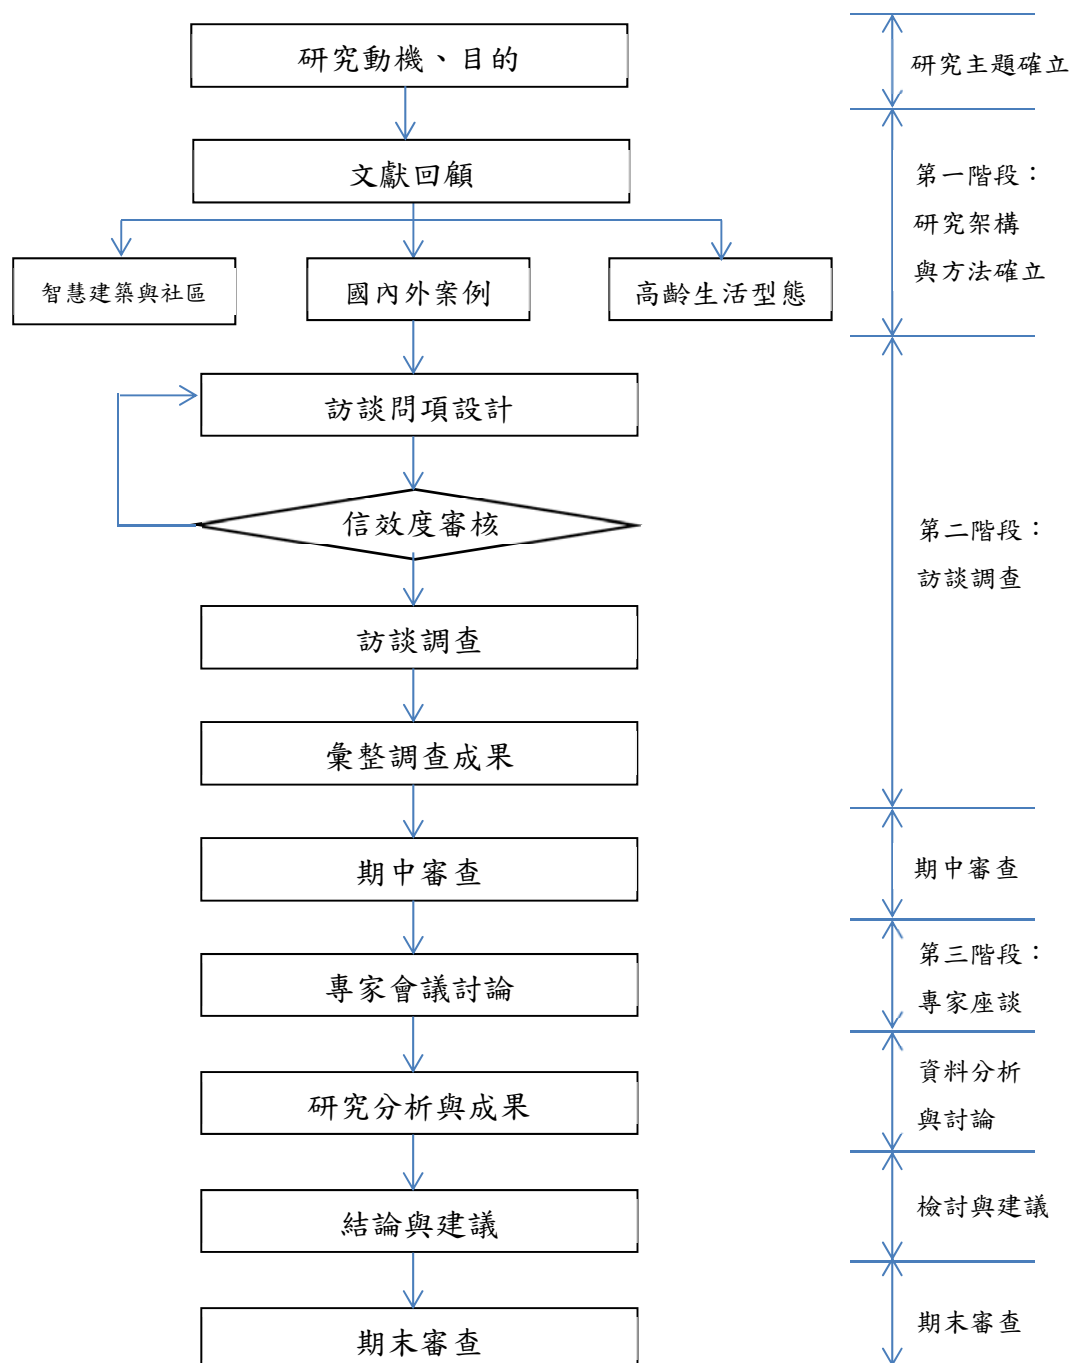 研究動機、目的
研究主題確立
文獻回顧
第一階段：
研究架構
與方法確立
智慧建築與社區
國內外案例
高齡生活型態
訪談問項設計
信效度審核
第二階段：
訪談調查
訪談調查
彙整調查成果
期中審查
期中審查
專家會議討論
第三階段：
專家座談
研究分析與成果
資料分析
與討論
結論與建議
檢討與建議
期末審查
期末審查